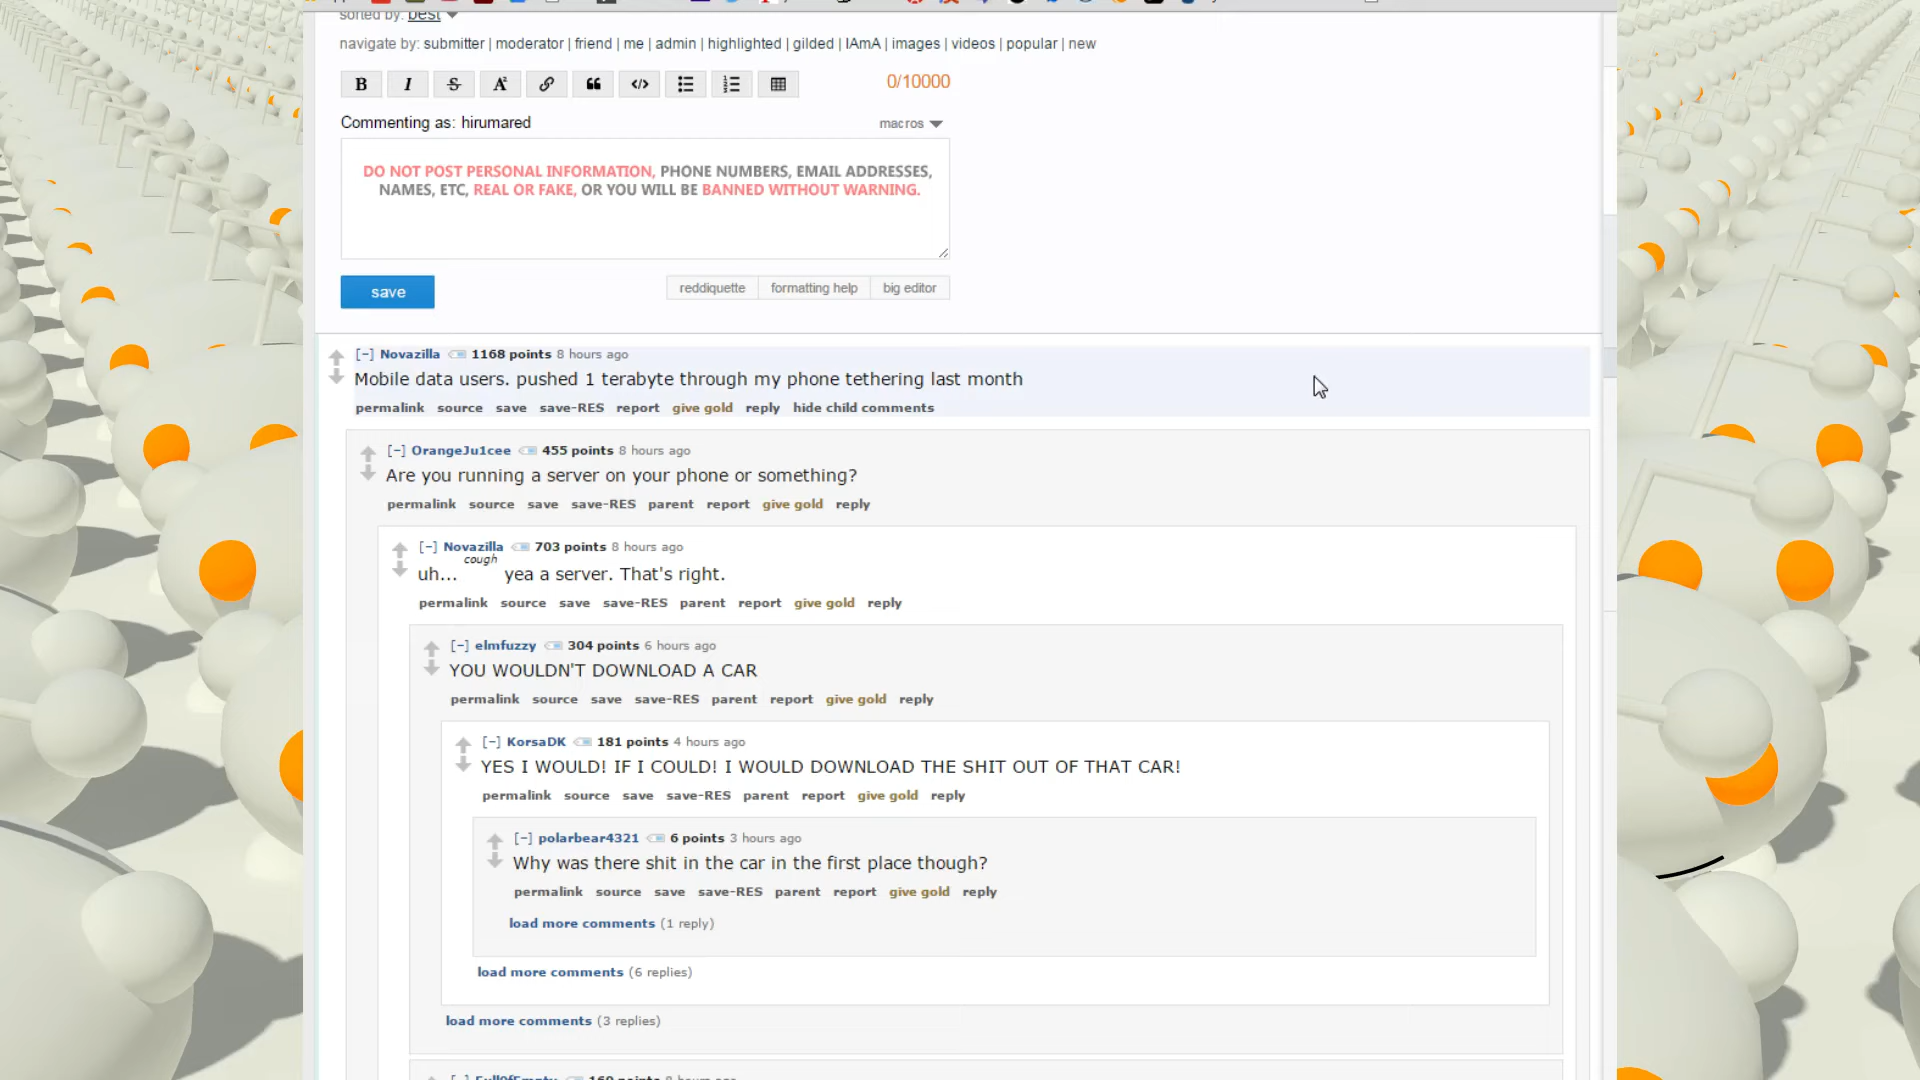 sorted by: best
navigate by: submitter | moderator | friend | me | admin | highlighted | gilded | IAmA | images | videos | popular | new
B I S A 0/10000
Commenting as: hirumared macros
DO NOT POST PERSONAL INFORMATION, PHONE NUMBERS, EMAIL ADDRESSES,
NAMES, ETC, REAL OR FAKE, OR YOU WILL BE BANNED WITHOUT WARNING.
save reddiquette formatting help big editor
[-] Novazilla 1168 points 8 hours ago
Mobile data users. pushed 1 terabyte through my phone tethering last month
permalink source save save-RES report give gold reply hide child comments
[-] OrangeJu1cee 455 points 8 hours ago
Are you running a server on your phone or something?
permalink source save save-RES parent report give gold reply
[-] Novazilla 703 points 8 hours ago
uh... cough yea a server. That's right.
permalink source save save-RES parent report give gold reply
[-] elmfuzzy 304 points 6 hours ago
YOU WOULDN'T DOWNLOAD A CAR
permalink source save save-RES parent report give gold reply
[-] KorsaDK 181 points 4 hours ago
YES I WOULD! IF I COULD! I WOULD DOWNLOAD THE SHIT OUT OF THAT CAR!
permalink source save save-RES parent report give gold reply
[-] polarbear4321 6 points 3 hours ago
Why was there shit in the car in the first place though?
permalink source save save-RES parent report give gold reply
load more comments (1 reply)
load more comments (6 replies)
load more comments (3 replies)
[-] FullOfEmpty 169 points 8 hours ago